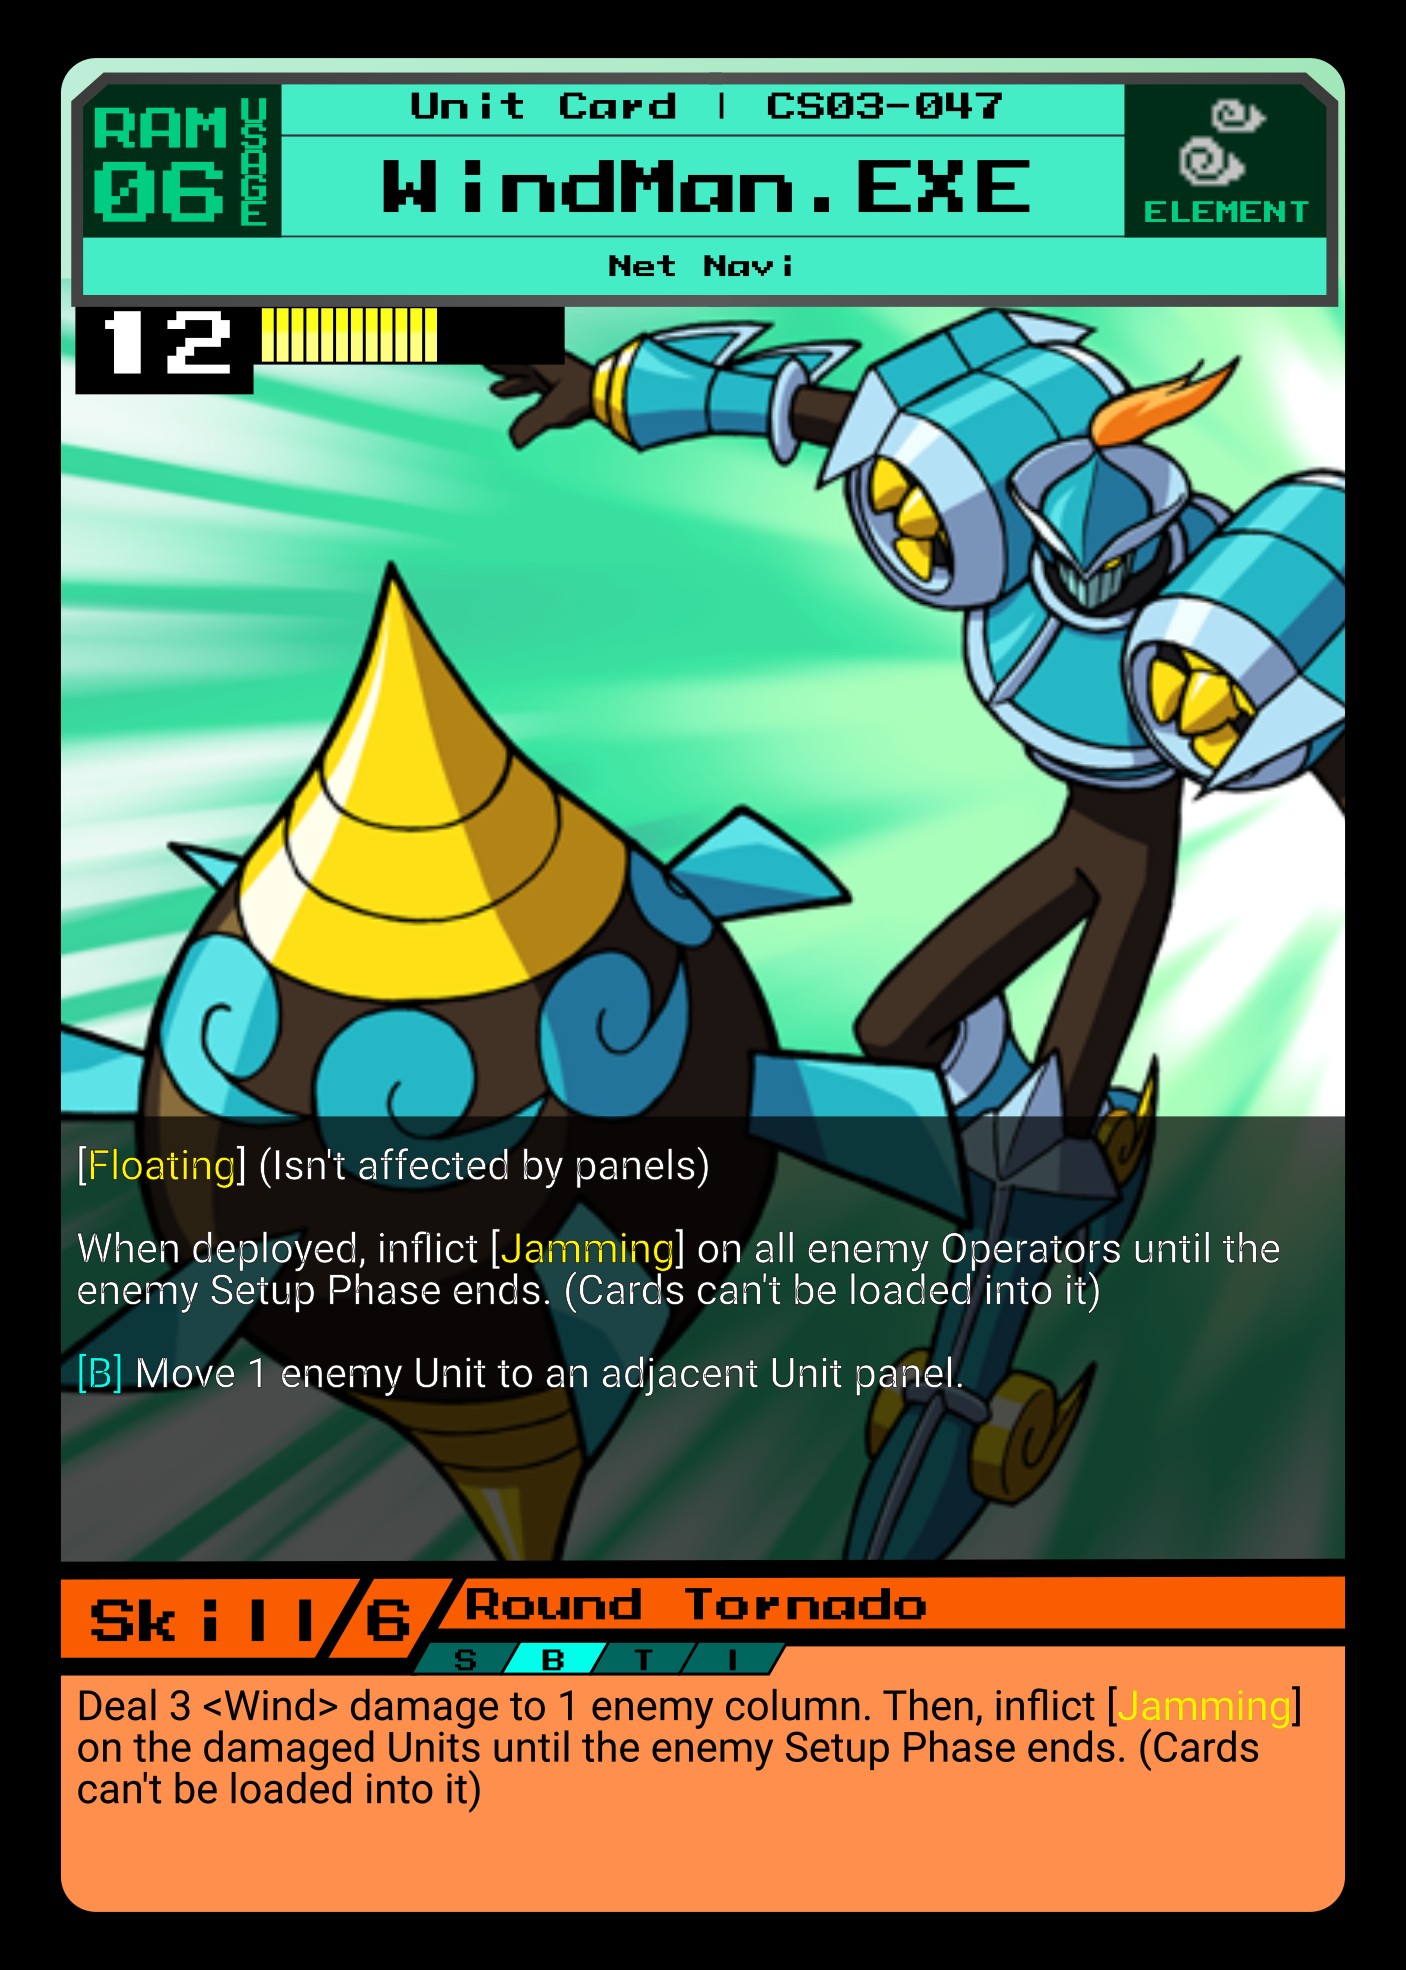 RAM
06
USAGE
Unit Card | CS03-047
WindMan.EXE
ELEMENT
Net Navi
12
[Floating] (Isn't affected by panels)
When deployed, inflict [Jamming] on all enemy Operators until the
enemy Setup Phase ends. (Cards can't be loaded into it)
[B] Move 1 enemy Unit to an adjacent Unit panel.
Skill/6
Round Tornado
S B T I
Deal 3 <Wind> damage to 1 enemy column. Then, inflict [Jamming]
on the damaged Units until the enemy Setup Phase ends. (Cards
can't be loaded into it)